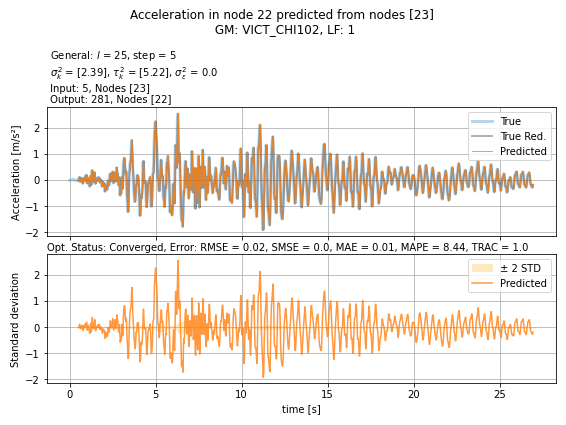 Acceleration in node 22 predicted from nodes [23]
GM: VICT_CHI102, LF: 1
General: l = 25, step = 5
σ²ₖ = [2.39], τ²ₖ = [5.22], σ²ₑ = 0.0
Input: 5, Nodes [23]
Output: 281, Nodes [22]
Acceleration [m/s²]
2
1
0
−1
−2
True
True Red.
Predicted
Opt. Status: Converged, Error: RMSE = 0.02, SMSE = 0.0, MAE = 0.01, MAPE = 8.44, TRAC = 1.0
Standard deviation
2
1
0
−1
−2
± 2 STD
Predicted
0 5 10 15 20 25
time [s]